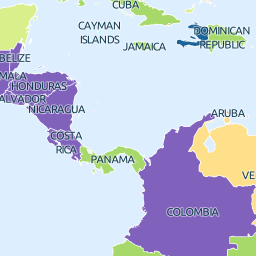 CUBA
CAYMAN
ISLANDS
DOMINICAN
REPUBLIC
JAMAICA
BELIZE
MALA
HONDURAS
ALVADOR
NICARAGUA
ARUBA
COSTA
RICA
PANAMA
VE
COLOMBIA